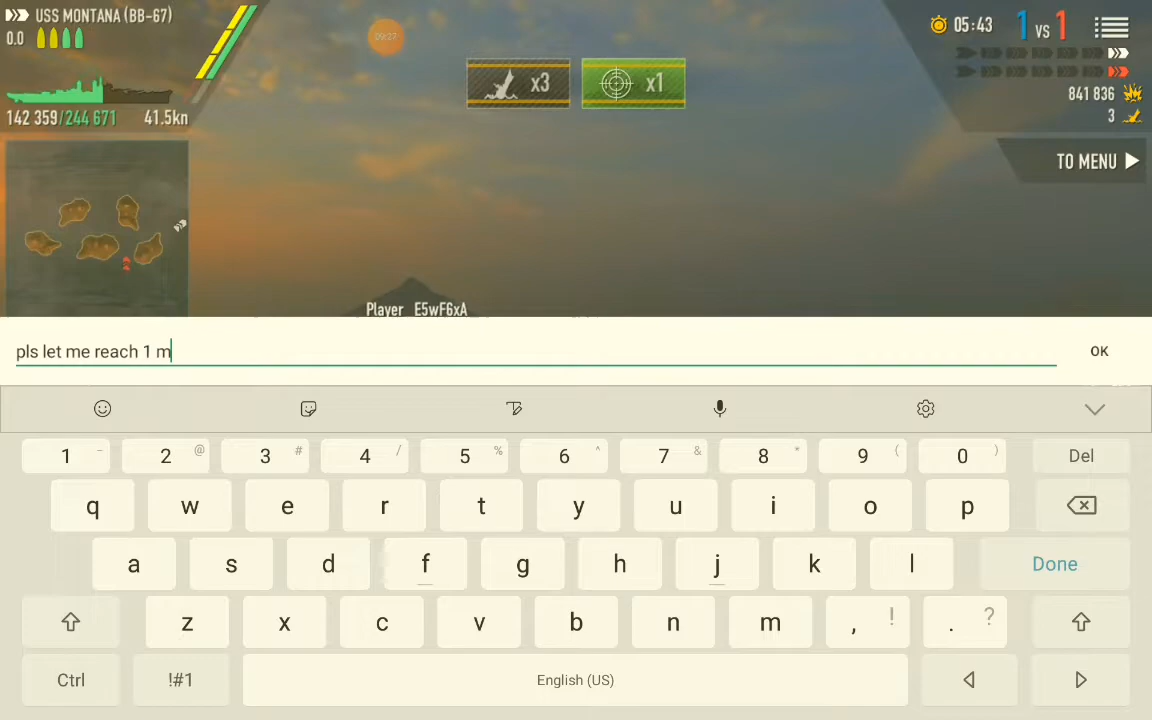 USS MONTANA (BB-67)
0.0
142 359/244 671 41.5kn
09:27
x3
x1
05:43 1 VS 1
841 836
3
TO MENU
Player_E5wF6xA
pls let me reach 1 m
OK
1 - 2 @ 3 # 4 / 5 % 6 ^ 7 & 8 * 9 ( 0 ) Del
q w e r t y u i o p
a s d f g h j k l Done
z x c v b n m , ! . ?
Ctrl !#1 English (US)